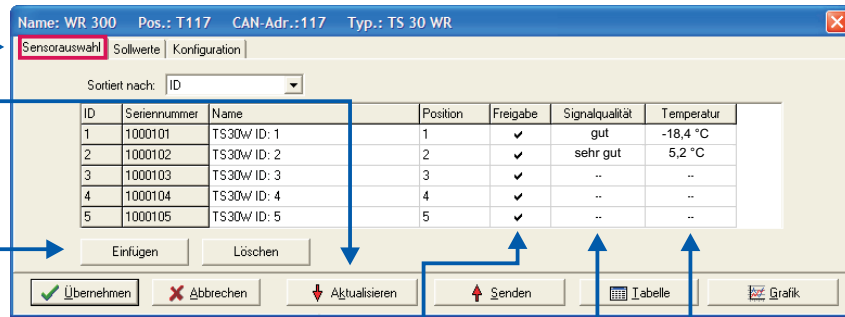 Name: WR 300 Pos.: T117 CAN-Adr.:117 Typ.: TS 30 WR
Sensorauswahl Sollwerte Konfiguration
Sortiert nach: ID
ID Seriennummer Name Position Freigabe Signalqualität Temperatur
1 1000101 TS30W ID: 1 1 ✔ gut -18,4 °C
2 1000102 TS30W ID: 2 2 ✔ sehr gut 5,2 °C
3 1000103 TS30W ID: 3 3 ✔ -- --
4 1000104 TS30W ID: 4 4 ✔ -- --
5 1000105 TS30W ID: 5 5 ✔ -- --
Einfügen Löschen
Übernehmen Abbrechen Aktualisieren Senden Tabelle Grafik